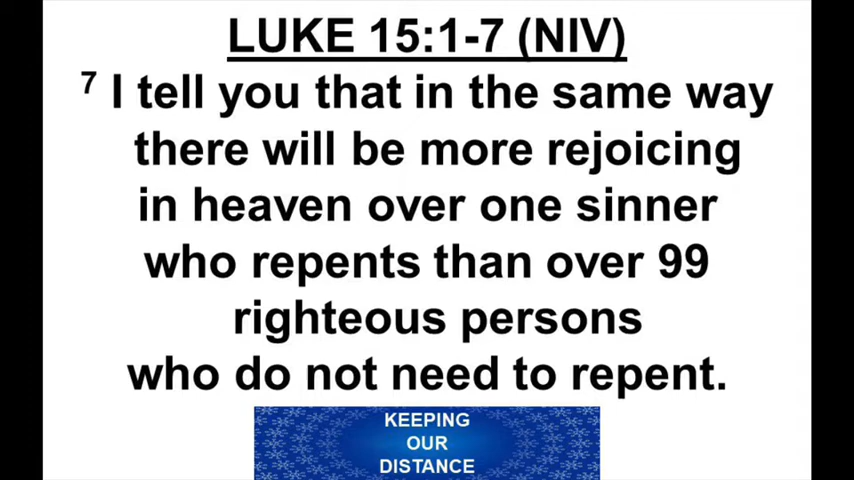 LUKE 15:1-7 (NIV)
7 I tell you that in the same way
there will be more rejoicing
in heaven over one sinner
who repents than over 99
righteous persons
who do not need to repent.
KEEPING
OUR
DISTANCE